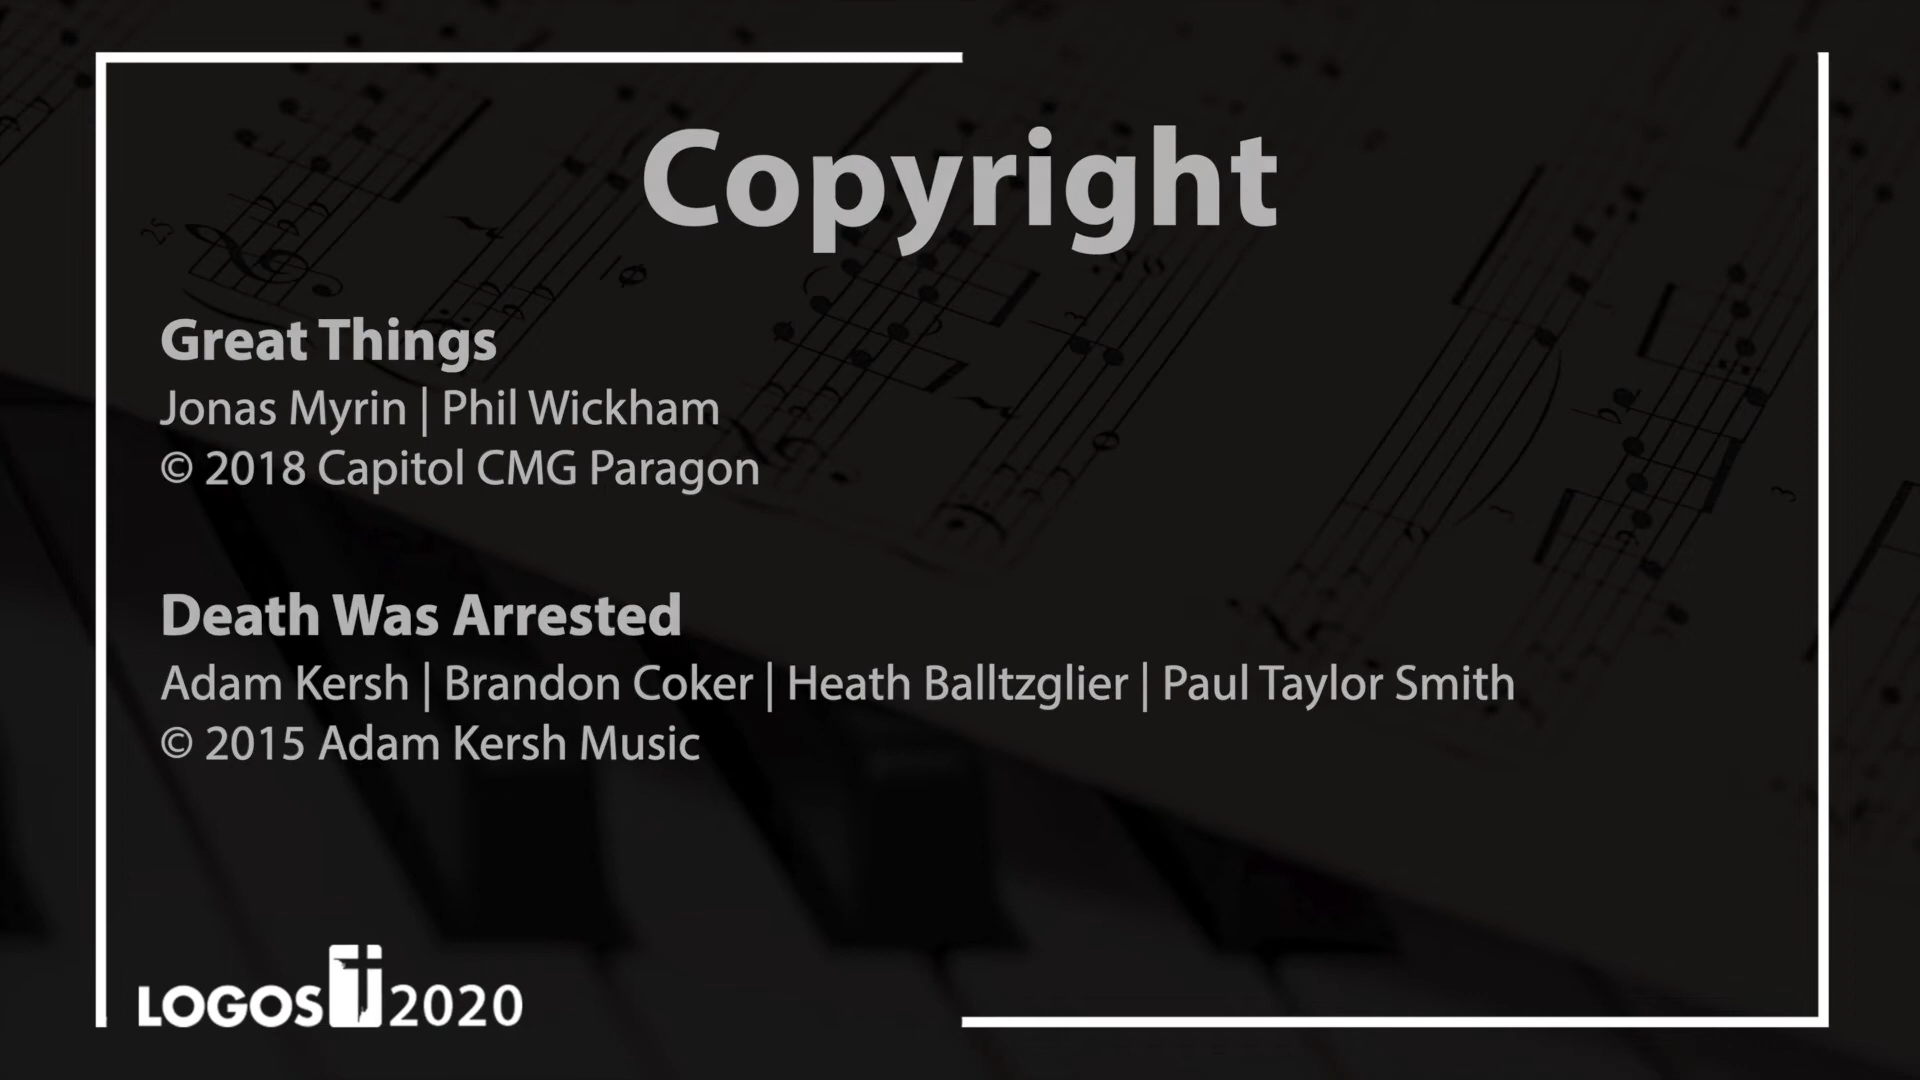 Copyright
Great Things
Jonas Myrin | Phil Wickham
© 2018 Capitol CMG Paragon
Death Was Arrested
Adam Kersh | Brandon Coker | Heath Balltzglier | Paul Taylor Smith
© 2015 Adam Kersh Music
LOGOS 2020